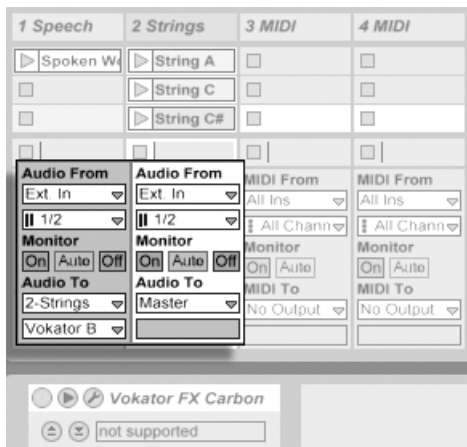 1 Speech 2 Strings 3 MIDI 4 MIDI
Spoken Wo String A
String C
String C#
Audio From Audio From MIDI From MIDI From
Ext. In Ext. In All Ins All Ins
1/2 1/2 All Chann All Chann
Monitor Monitor Monitor Monitor
On Auto Off On Auto Off On Auto On Auto
Audio To Audio To MIDI To MIDI To
2-Strings Master No Output No Output
Vokator B
Vokator FX Carbon
not supported